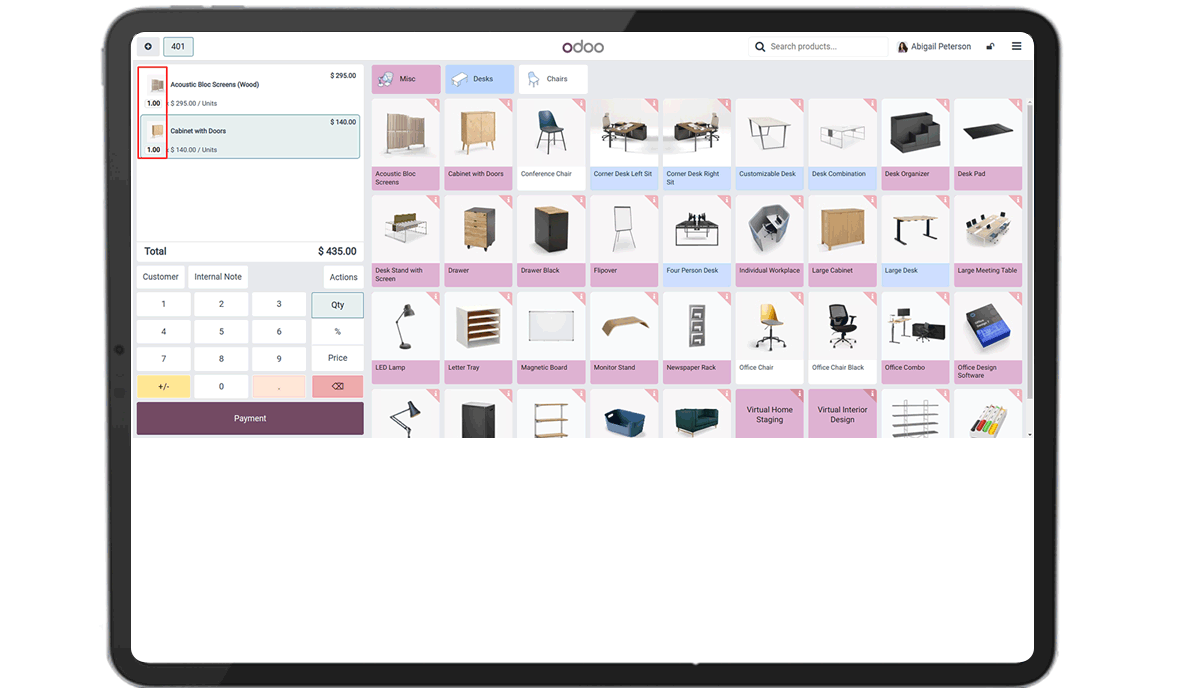 401
odoo
Search products...
Abigail Peterson
$ 295.00
Acoustic Bloc Screens (Wood)
1.00 x $ 295.00 / Units
$ 140.00
Cabinet with Doors
1.00 x $ 140.00 / Units
Total $ 435.00
Customer Internal Note Actions
1 2 3 Qty
4 5 6 %
7 8 9 Price
+/- 0 . ⌫
Payment
Misc Desks Chairs
Acoustic Bloc
Screens
Cabinet with Doors
Conference Chair
Corner Desk Left Sit
Corner Desk Right
Sit
Customizable Desk
Desk Combination
Desk Organizer
Desk Pad
Desk Stand with
Screen
Drawer
Drawer Black
Flipover
Four Person Desk
Individual Workplace
Large Cabinet
Large Desk
Large Meeting Table
LED Lamp
Letter Tray
Magnetic Board
Monitor Stand
Newspaper Rack
Office Chair
Office Chair Black
Office Combo
Office Design
Software
Virtual Home
Staging
Virtual Interior
Design